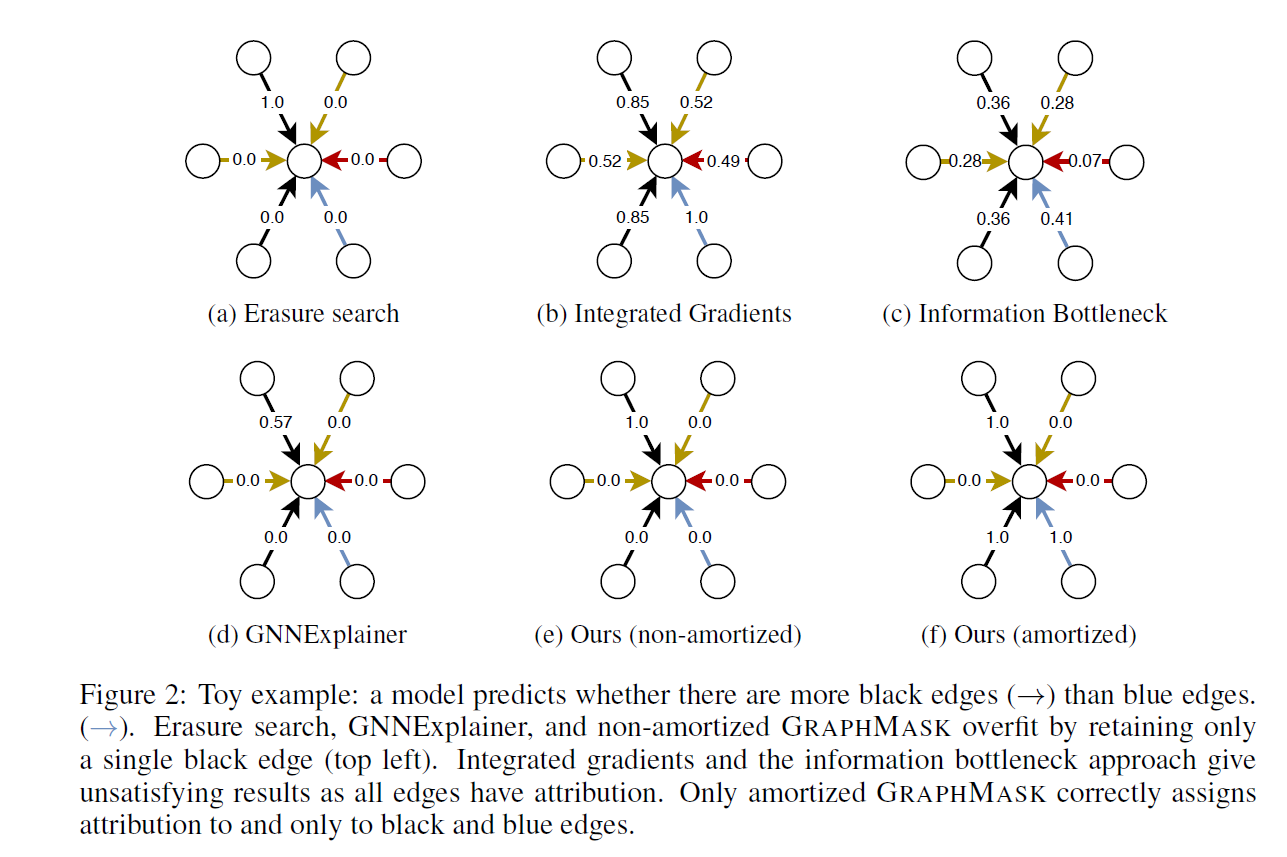 1.0 0.0 0.85 0.52 0.36 0.28
0.0 0.0 0.52 0.49 0.28 0.07
0.0 0.0 0.85 1.0 0.36 0.41
(a) Erasure search (b) Integrated Gradients (c) Information Bottleneck
0.57 0.0 1.0 0.0 1.0 0.0
0.0 0.0 0.0 0.0 0.0 0.0
0.0 0.0 0.0 0.0 1.0 1.0
(d) GNNExplainer (e) Ours (non-amortized) (f) Ours (amortized)
Figure 2: Toy example: a model predicts whether there are more black edges (→) than blue edges.
(→). Erasure search, GNNExplainer, and non-amortized GRAPHMASK overfit by retaining only
a single black edge (top left). Integrated gradients and the information bottleneck approach give
unsatisfying results as all edges have attribution. Only amortized GRAPHMASK correctly assigns
attribution to and only to black and blue edges.